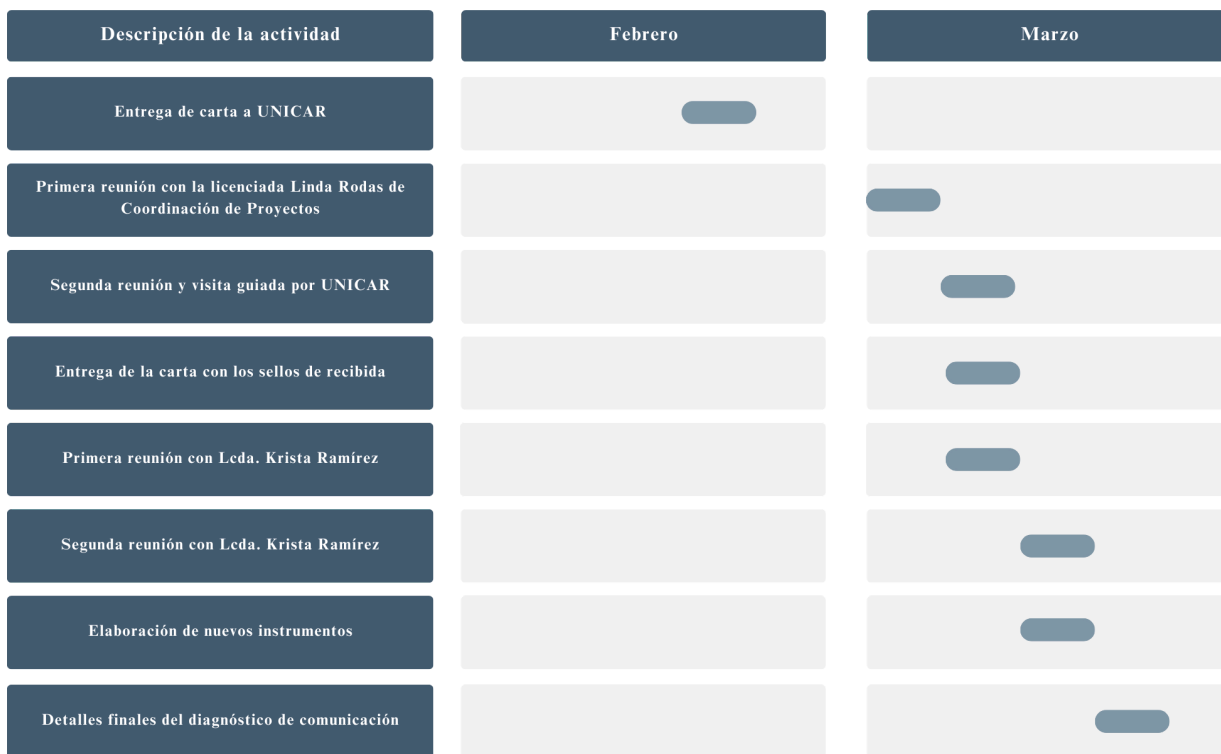 Descripción de la actividad
Febrero
Marzo
Entrega de carta a UNICAR
Primera reunión con la licenciada Linda Rodas de
Coordinación de Proyectos
Segunda reunión y visita guiada por UNICAR
Entrega de la carta con los sellos de recibida
Primera reunión con Lcda. Krista Ramírez
Segunda reunión con Lcda. Krista Ramírez
Elaboración de nuevos instrumentos
Detalles finales del diagnóstico de comunicación